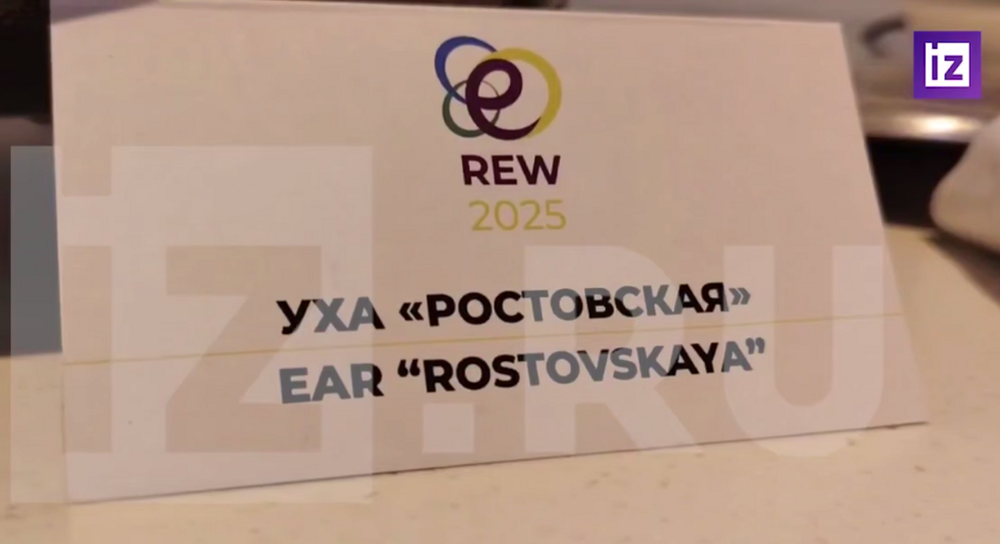 iz
REW
2025
УХА «РОСТОВСКАЯ»
EAR “ROSTOVSKAYA”
iz.RU